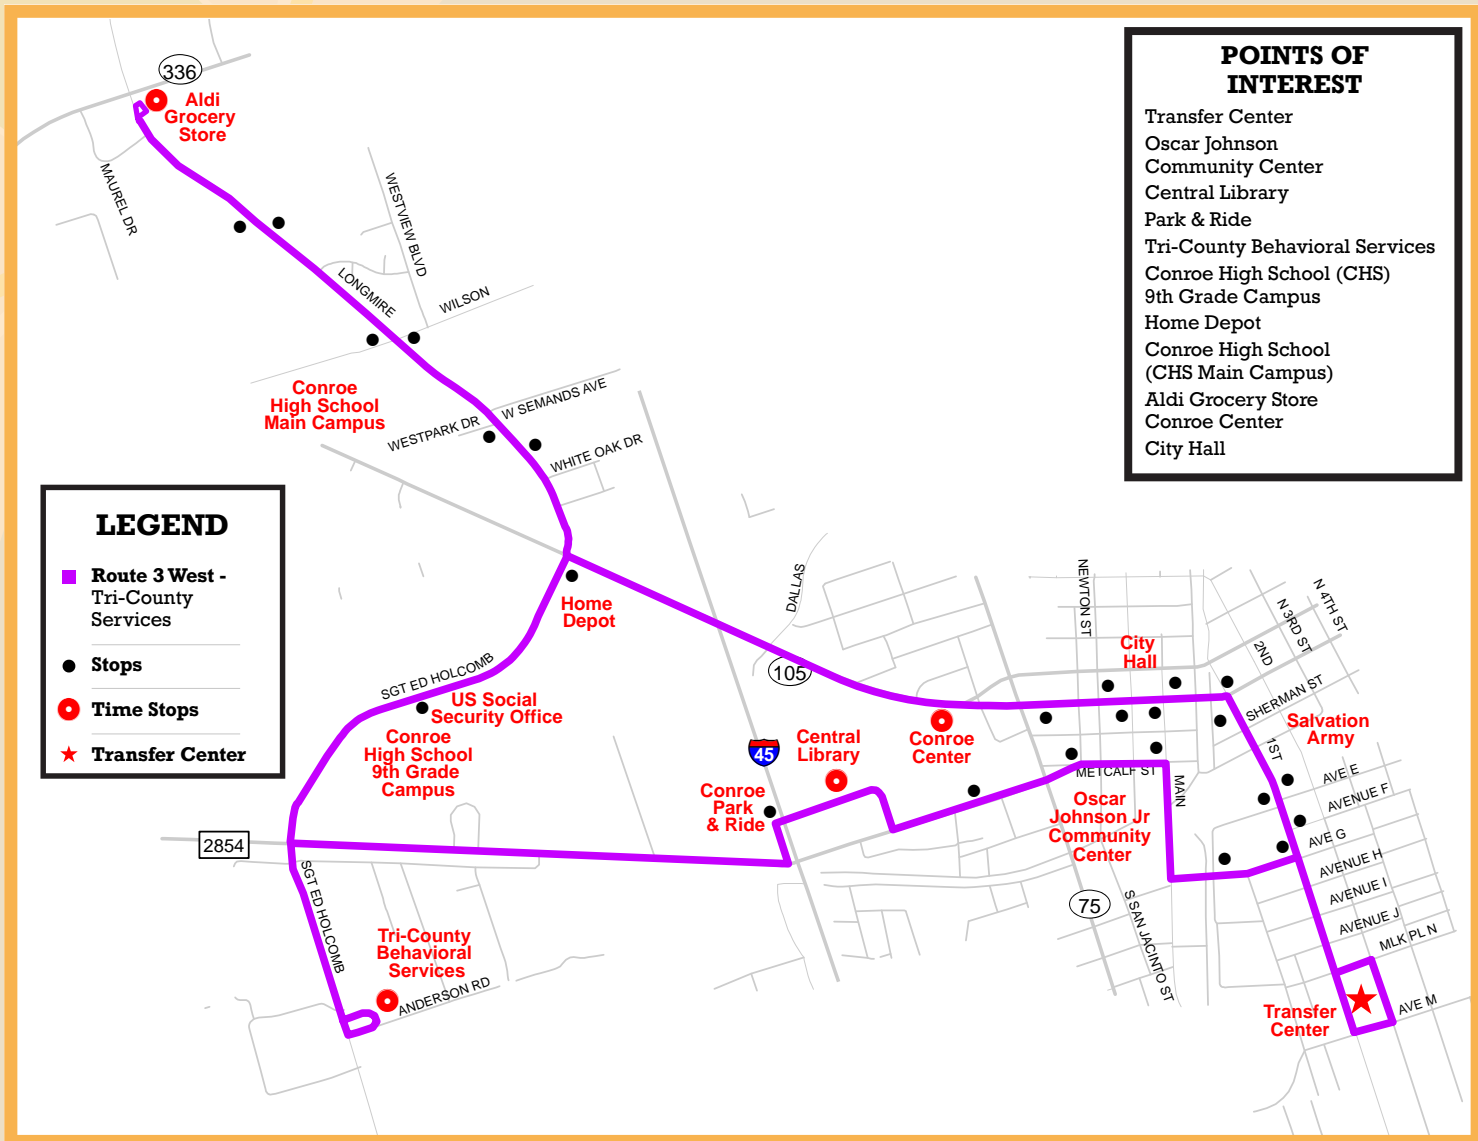 336
Aldi
Grocery
Store
MAUREL DR
WESTVIEW BLVD
LONGMIRE
WILSON
Conroe
High School
Main Campus
W SEMANDS AVE
WESTPARK DR
WHITE OAK DR
POINTS OF
INTEREST
Transfer Center
Oscar Johnson
Community Center
Central Library
Park & Ride
Tri-County Behavioral Services
Conroe High School (CHS)
9th Grade Campus
Home Depot
Conroe High School
(CHS Main Campus)
Aldi Grocery Store
Conroe Center
City Hall
LEGEND
Route 3 West -
Tri-County
Services
Stops
Time Stops
Transfer Center
Home
Depot
DALLAS
105
NEWTON ST
City
Hall
2ND
N 3RD ST
N 4TH ST
SHERMAN ST
Salvation
Army
1ST
SGT ED HOLCOMB
US Social
Security Office
Conroe
High School
9th Grade
Campus
45
Central
Library
Conroe
Center
Conroe
Park
& Ride
METCALF ST
MAIN
Oscar
Johnson Jr
Community
Center
AVE E
AVENUE F
AVE G
AVENUE H
AVENUE I
AVENUE J
MLK PL N
AVE M
2854
SGT ED HOLCOMB
75
S SAN JACINTO ST
Tri-County
Behavioral
Services
ANDERSON RD
Transfer
Center